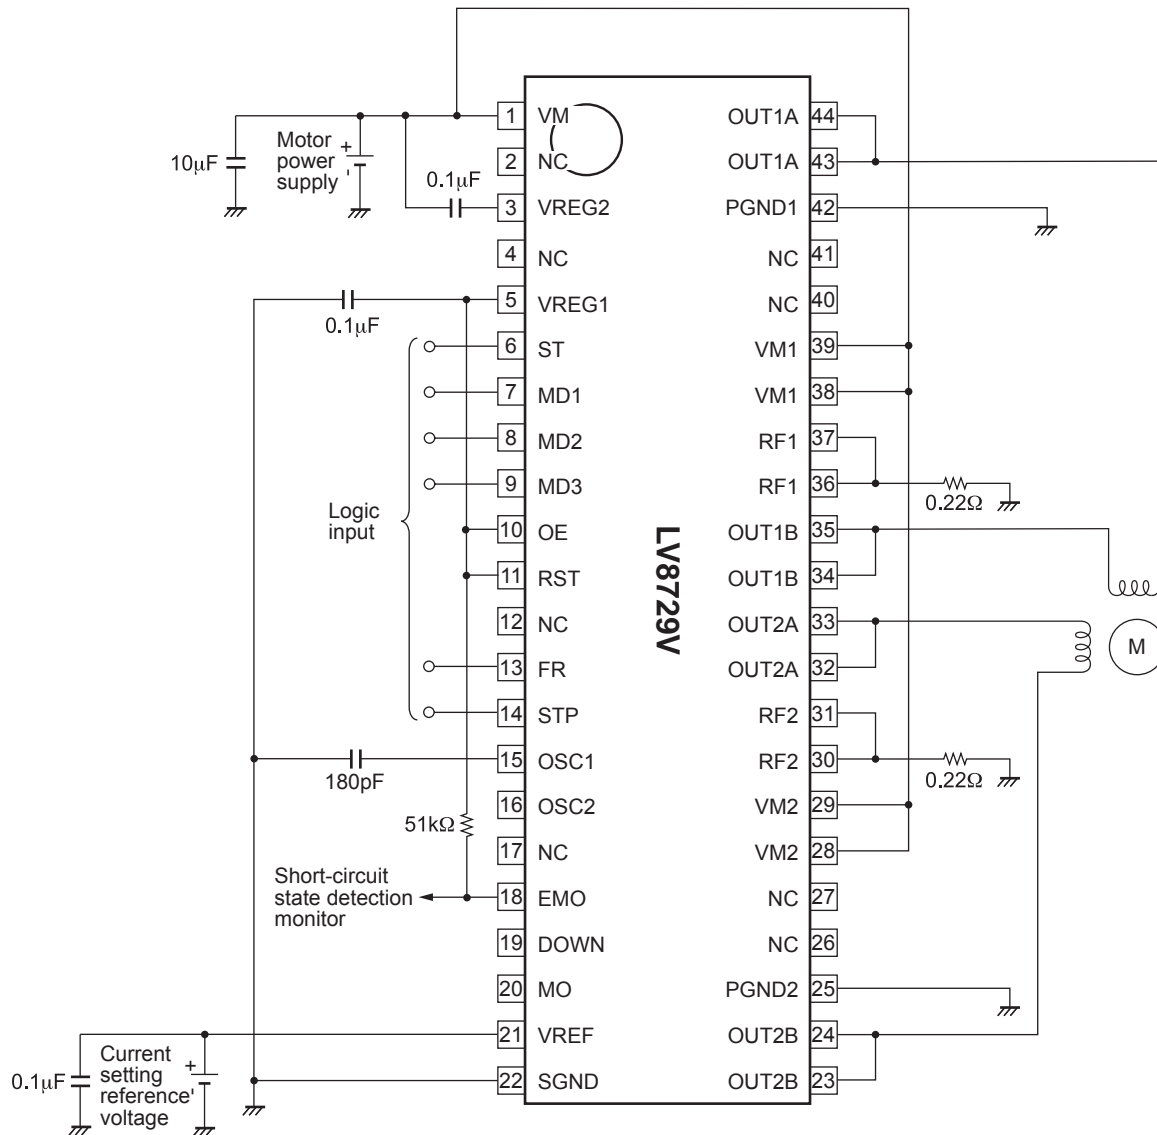 1 VM OUT1A 44
Motor
power
supply
+
10μF
2 NC OUT1A 43
0.1μF
3 VREG2 PGND1 42
4 NC NC 41
5 VREG1 NC 40
0.1μF
6 ST VM1 39
7 MD1 VM1 38
8 MD2 RF1 37
9 MD3 RF1 36
0.22Ω
Logic
input
10 OE OUT1B 35
11 RST OUT1B 34
LV8729V
12 NC OUT2A 33
M
13 FR OUT2A 32
14 STP RF2 31
15 OSC1 RF2 30
180pF
0.22Ω
16 OSC2 VM2 29
51kΩ
17 NC VM2 28
Short-circuit
state detection
monitor
18 EMO NC 27
19 DOWN NC 26
20 MO PGND2 25
21 VREF OUT2B 24
Current
setting
reference
voltage
+
0.1μF
22 SGND OUT2B 23